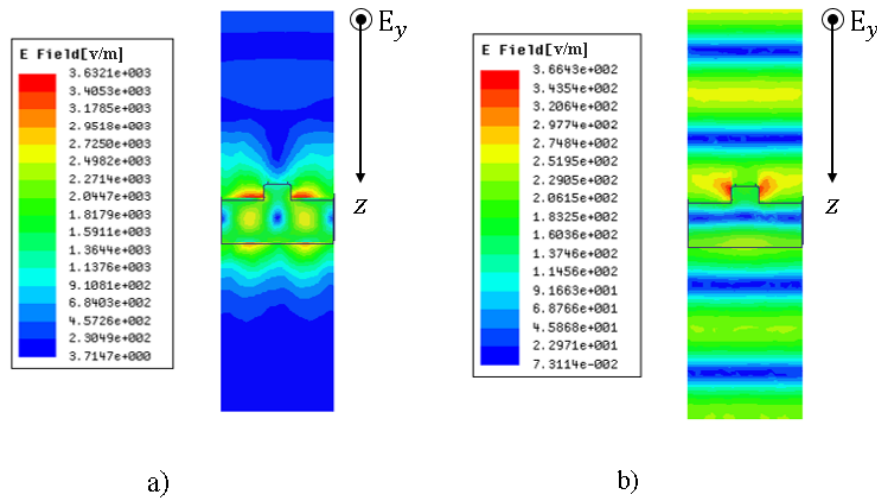 E_y
E Field[v/m]
3.6321e+003
3.4053e+003
3.1785e+003
2.9518e+003
2.7250e+003
2.4982e+003
2.2714e+003
2.0447e+003
1.8179e+003
1.5911e+003
1.3644e+003
1.1376e+003
9.1081e+002
6.8403e+002
4.5726e+002
2.3049e+002
3.7147e+000
z
a)
E_y
E Field[v/m]
3.6643e+002
3.4354e+002
3.2064e+002
2.9774e+002
2.7484e+002
2.5195e+002
2.2905e+002
2.0615e+002
1.8325e+002
1.6036e+002
1.3746e+002
1.1456e+002
9.1663e+001
6.8766e+001
4.5868e+001
2.2971e+001
7.3114e-002
z
b)